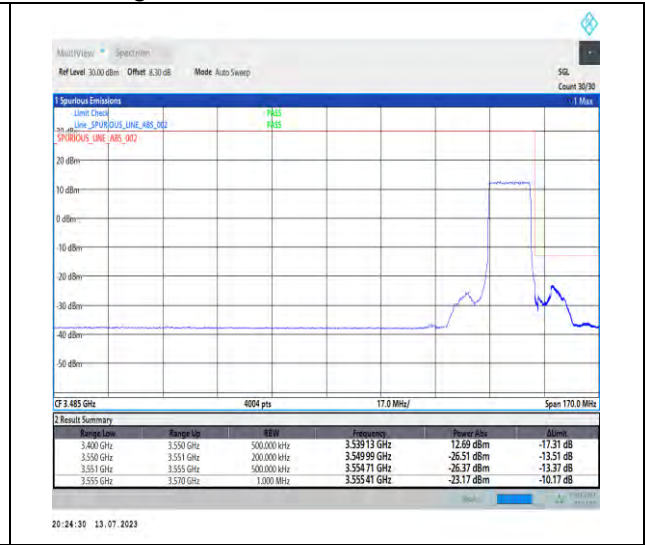 MultiView Spectrum
Ref Level 30.00 dBm Offset 8.30 dB Mode Auto Sweep SGL
Count 30/30
1 Spurious Emissions 1 Max
Limit Check PASS
Line _SPURIOUS_LINE_ABS_002 PASS
_SPURIOUS_LINE_ABS_002
20 dBm
10 dBm
0 dBm
-10 dBm
-20 dBm
-30 dBm
-40 dBm
-50 dBm
CF 3.485 GHz 4004 pts 17.0 MHz/ Span 170.0 MHz
2 Result Summary
Range Low Range Up RBW Frequency Power Abs ΔLimit
3.400 GHz 3.550 GHz 500.000 kHz 3.53913 GHz 12.69 dBm -17.31 dB
3.550 GHz 3.551 GHz 200.000 kHz 3.54999 GHz -26.51 dBm -13.51 dB
3.551 GHz 3.555 GHz 500.000 kHz 3.55471 GHz -26.37 dBm -13.37 dB
3.555 GHz 3.570 GHz 1.000 MHz 3.55541 GHz -23.17 dBm -10.17 dB
20:24:30 13.07.2023